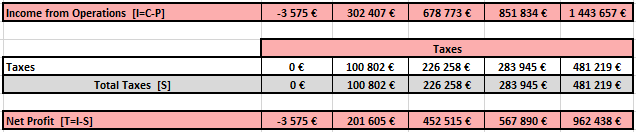 Income from Operations [I=C-P] -3 575 € 302 407 € 678 773 € 851 834 € 1 443 657 €
Taxes
Taxes 0 € 100 802 € 226 258 € 283 945 € 481 219 €
Total Taxes [S] 0 € 100 802 € 226 258 € 283 945 € 481 219 €
Net Profit [T=I-S] -3 575 € 201 605 € 452 515 € 567 890 € 962 438 €